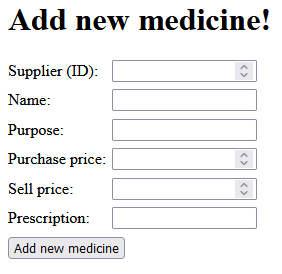 Add new medicine!
Supplier (ID):
Name:
Purpose:
Purchase price:
Sell price:
Prescription:
Add new medicine